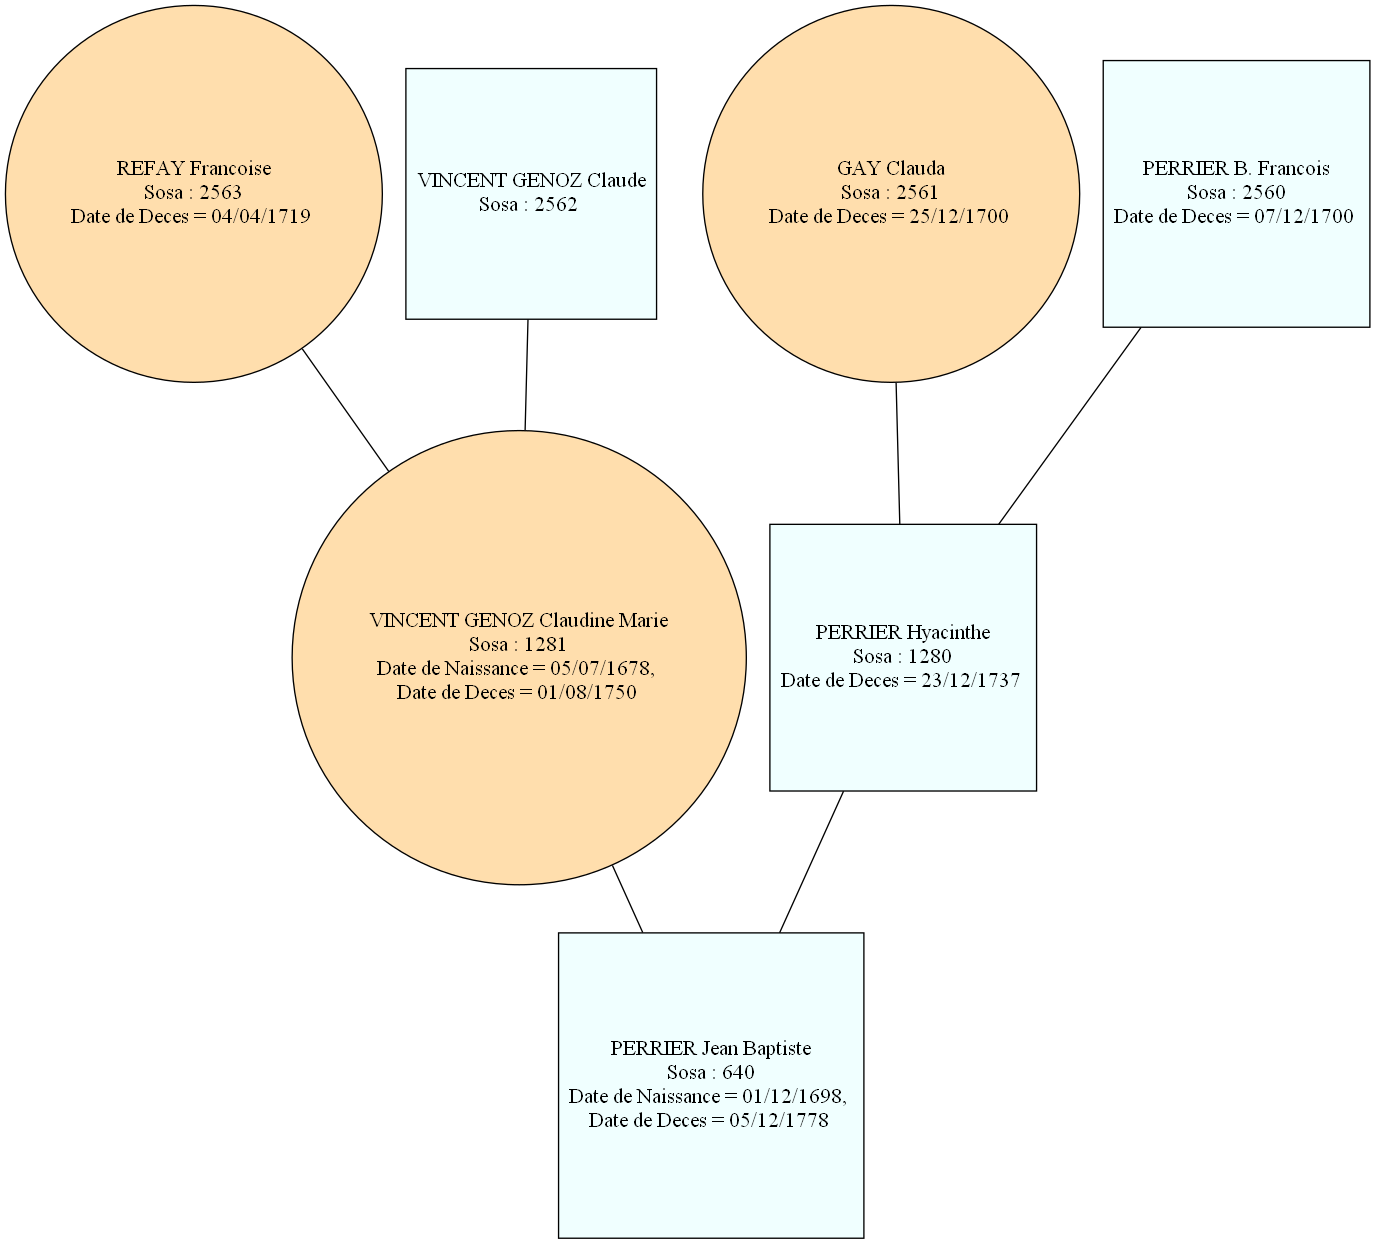 REFAY Francoise
Sosa : 2563
Date de Deces = 04/04/1719
VINCENT GENOZ Claude
Sosa : 2562
GAY Clauda
Sosa : 2561
Date de Deces = 25/12/1700
PERRIER B. Francois
Sosa : 2560
Date de Deces = 07/12/1700
VINCENT GENOZ Claudine Marie
Sosa : 1281
Date de Naissance = 05/07/1678,
Date de Deces = 01/08/1750
PERRIER Hyacinthe
Sosa : 1280
Date de Deces = 23/12/1737
PERRIER Jean Baptiste
Sosa : 640
Date de Naissance = 01/12/1698,
Date de Deces = 05/12/1778